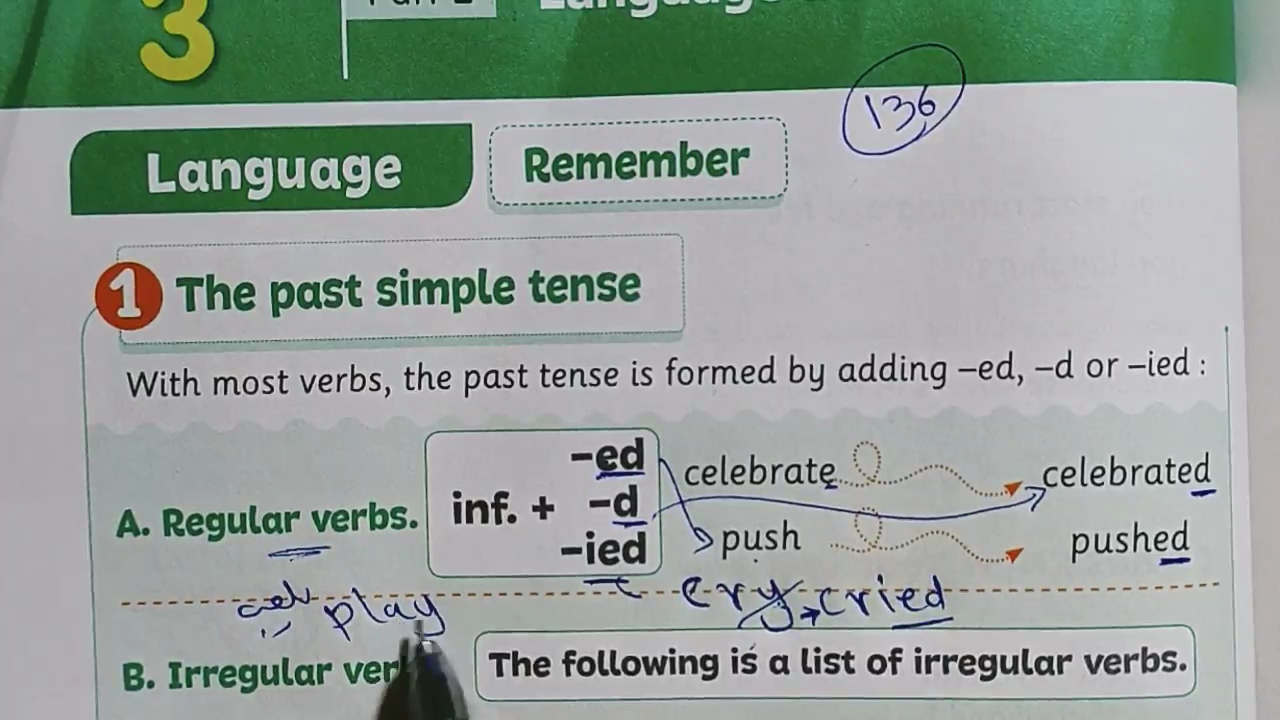 3
136
Language Remember
1 The past simple tense
With most verbs, the past tense is formed by adding –ed, –d or –ied :
–ed
celebrate celebrated
A. Regular verbs. inf. + –d
push pushed
–ied
play cry cried
B. Irregular ver The following is a list of irregular verbs.